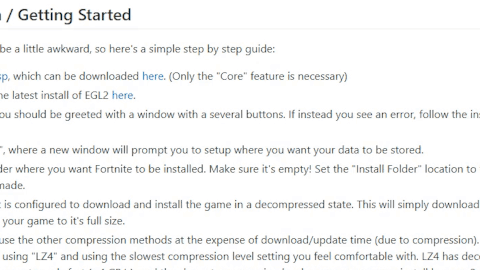 / Getting Started
be a little awkward, so here's a simple step by step guide:
sp, which can be downloaded here. (Only the "Core" feature is necessary)
he latest install of EGL2 here.
you should be greeted with a window with a several buttons. If instead you see an error, follow the ins
", where a new window will prompt you to setup where you want your data to be stored.
der where you want Fortnite to be installed. Make sure it's empty! Set the "Install Folder" location to
made.
t is configured to download and install the game in a decompressed state. This will simply download
your game to it's full size.
use the other compression methods at the expense of download/update time (due to compression).
using "LZ4" and using the slowest compression level setting you feel comfortable with. LZ4 has dec